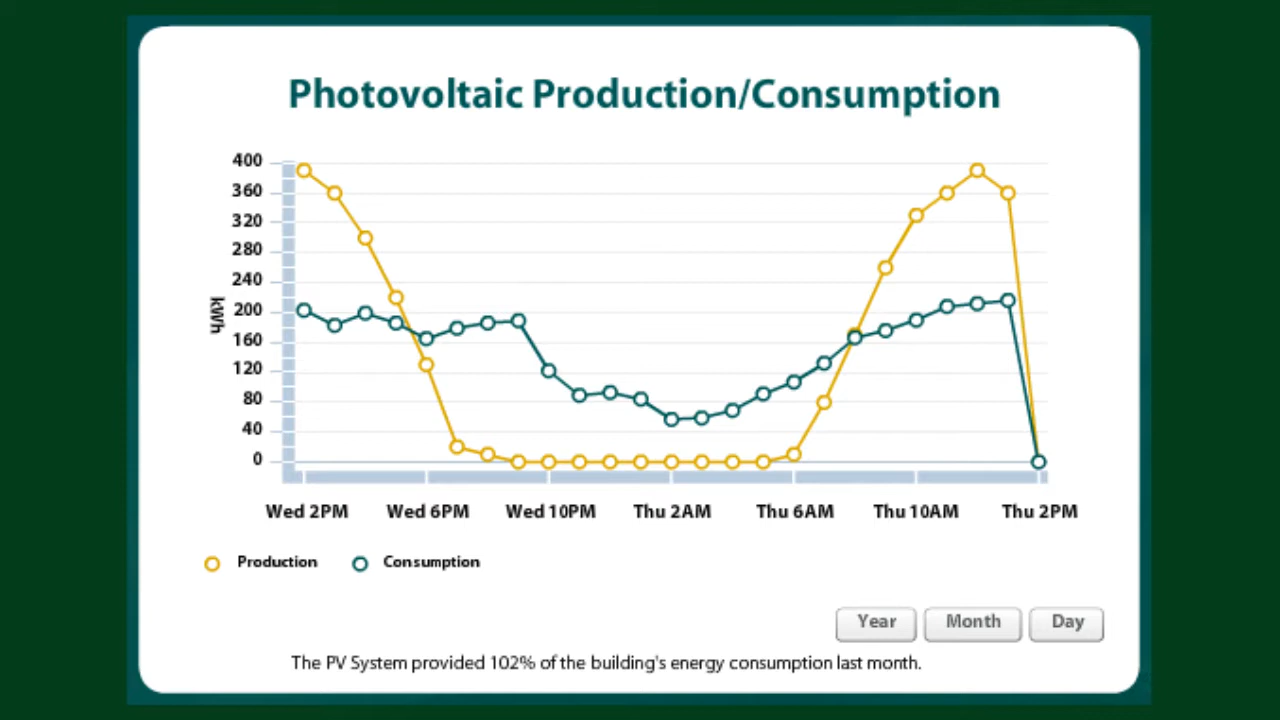 Photovoltaic Production/Consumption
400
360
320
280
240
200
160
120
80
40
0
kWh
Wed 2PM Wed 6PM Wed 10PM Thu 2AM Thu 6AM Thu 10AM Thu 2PM
Production Consumption
Year Month Day
The PV System provided 102% of the building's energy consumption last month.